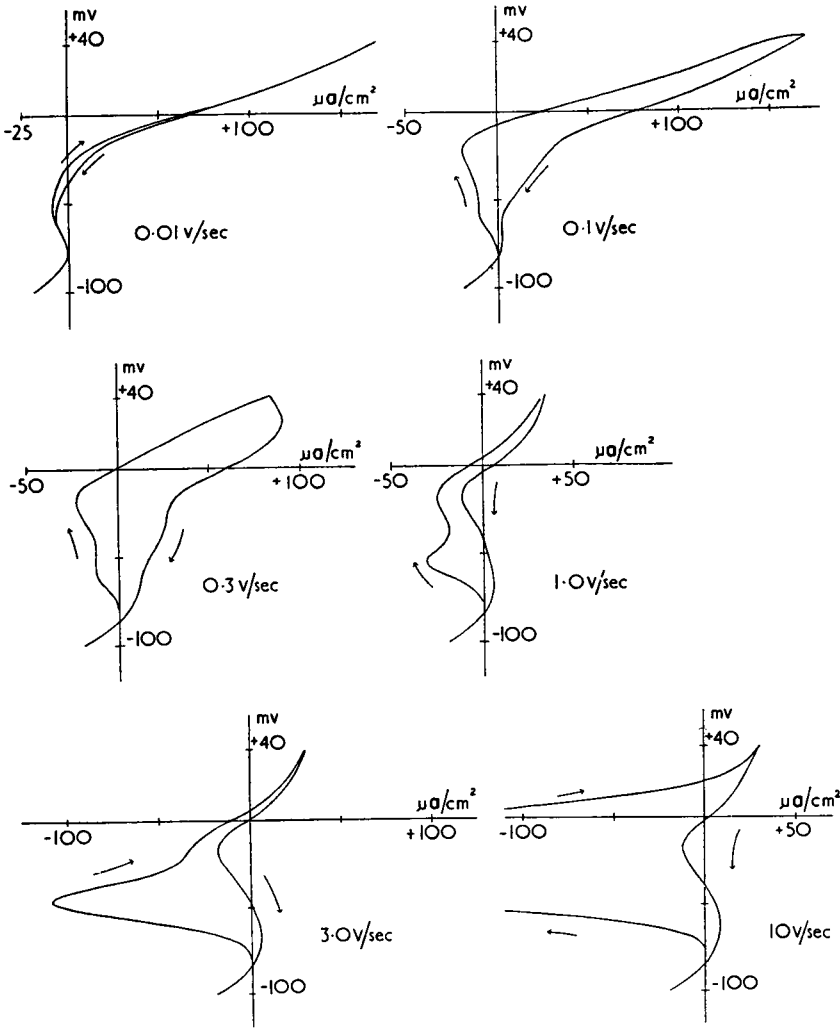 mv
+40
μa/cm²
-25
+100
0·01 v/sec
-100
mv
+40
μa/cm²
-50
+100
0·1 v/sec
-100
mv
+40
μa/cm²
-50
+100
0·3 v/sec
-100
mv
+40
μa/cm²
-50
+50
1·0 v/sec
-100
mv
+40
μa/cm²
-100
+100
3·0 v/sec
-100
mv
+40
μa/cm²
-100
+50
10 v/sec
-100